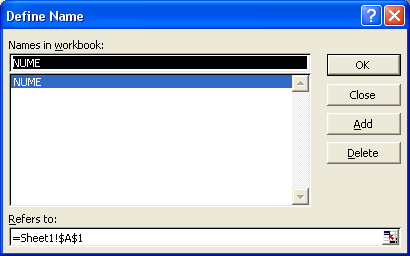 Define Name
Names in workbook:
NUME
NUME
OK
Close
Add
Delete
Refers to:
=Sheet1!$A$1